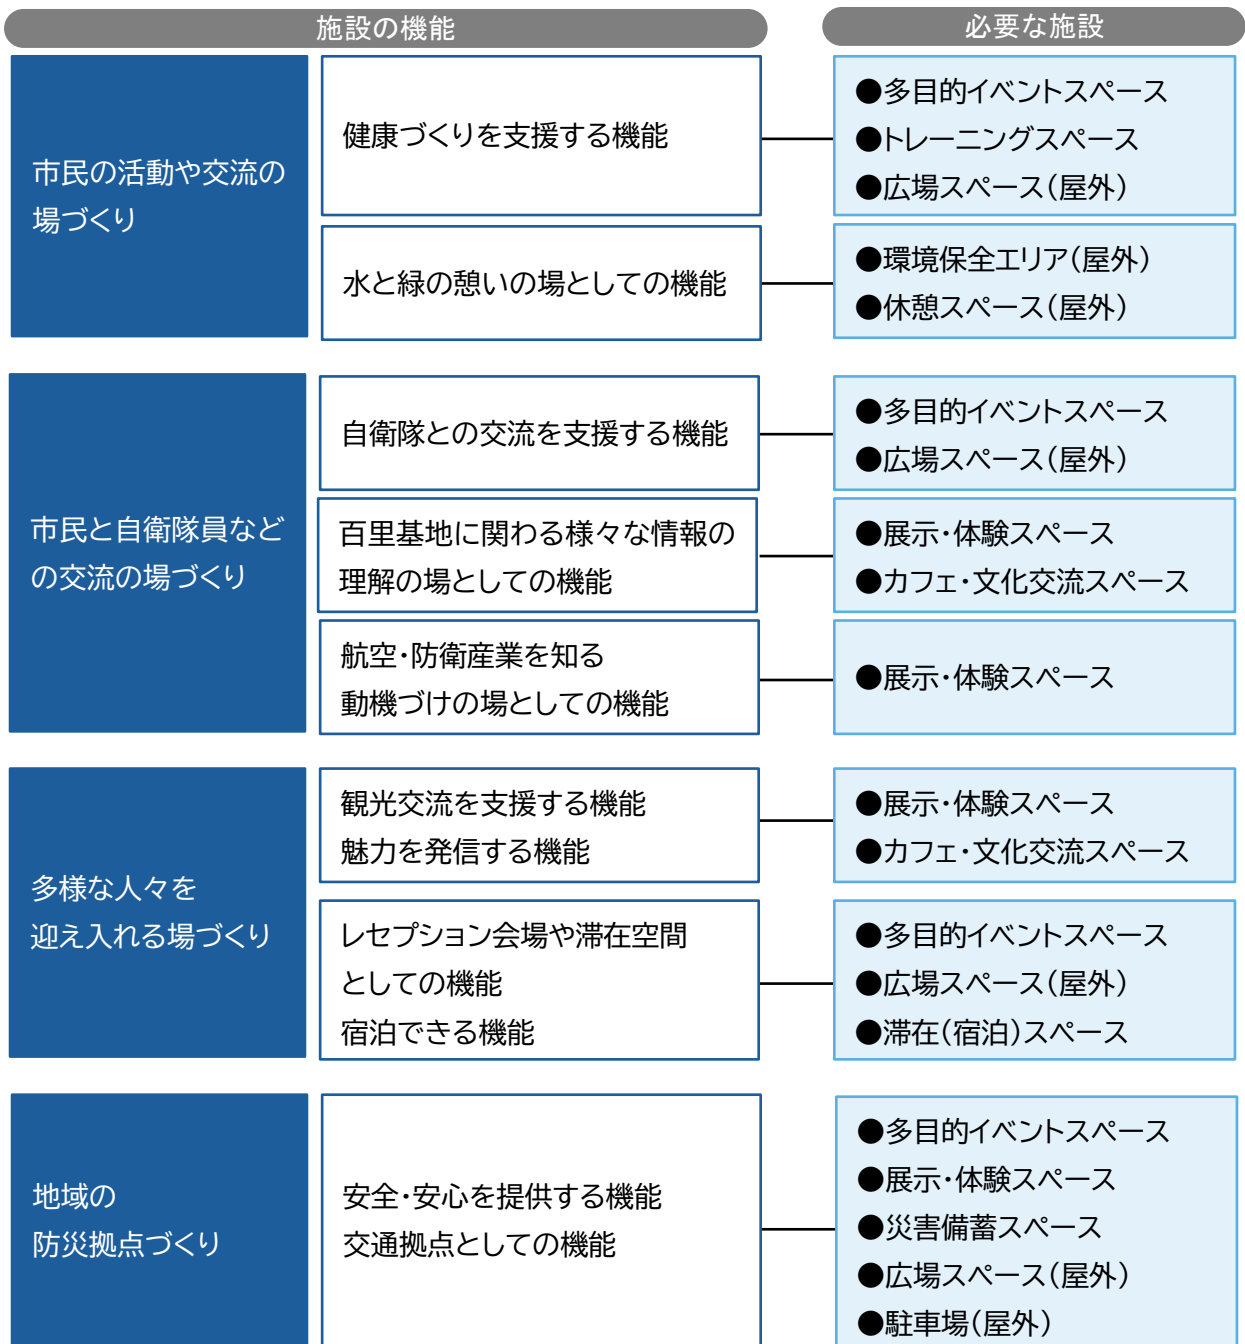 施設の機能
必要な施設
市民の活動や交流の
場づくり
健康づくりを支援する機能
●多目的イベントスペース
●トレーニングスペース
●広場スペース(屋外)
水と緑の憩いの場としての機能
●環境保全エリア(屋外)
●休憩スペース(屋外)
市民と自衛隊員など
の交流の場づくり
自衛隊との交流を支援する機能
●多目的イベントスペース
●広場スペース(屋外)
百里基地に関わる様々な情報の
理解の場としての機能
●展示・体験スペース
●カフェ・文化交流スペース
航空・防衛産業を知る
動機づけの場としての機能
●展示・体験スペース
多様な人々を
迎え入れる場づくり
観光交流を支援する機能
魅力を発信する機能
●展示・体験スペース
●カフェ・文化交流スペース
レセプション会場や滞在空間
としての機能
宿泊できる機能
●多目的イベントスペース
●広場スペース(屋外)
●滞在(宿泊)スペース
地域の
防災拠点づくり
安全・安心を提供する機能
交通拠点としての機能
●多目的イベントスペース
●展示・体験スペース
●災害備蓄スペース
●広場スペース(屋外)
●駐車場(屋外)